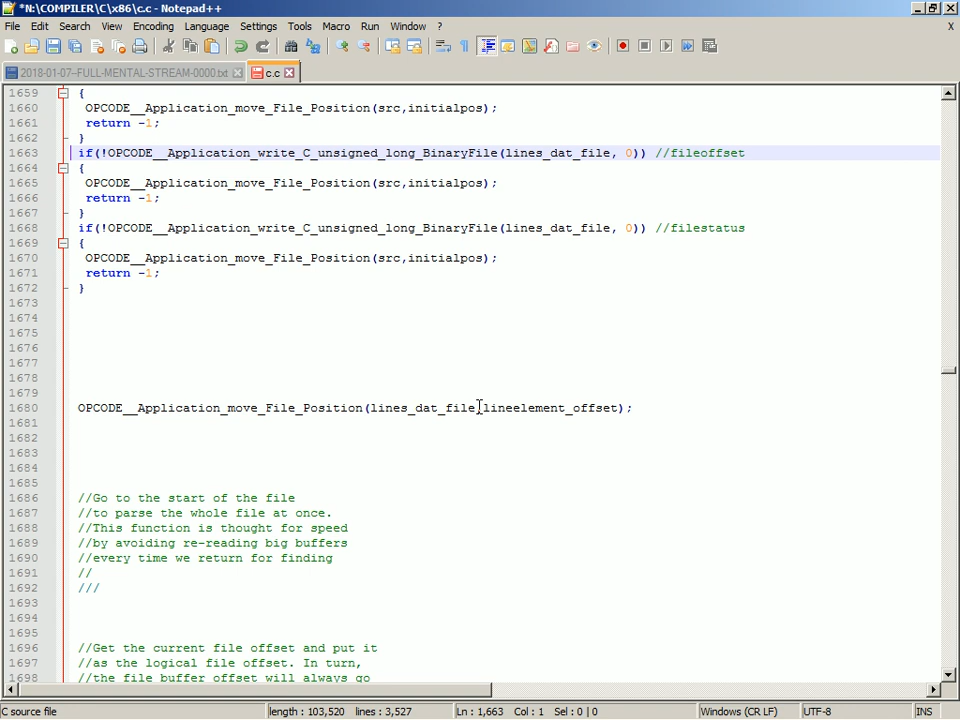 *N:\COMPILER\C\x86\c.c - Notepad++
File Edit Search View Encoding Language Settings Tools Macro Run Window ? X
2018-01-07--FULL-MENTAL-STREAM-0000.txt c.c
1659 {
1660 OPCODE__Application_move_File_Position(src,initialpos);
1661 return -1;
1662 }
1663 if(!OPCODE__Application_write_C_unsigned_long_BinaryFile(lines_dat_file, 0)) //fileoffset
1664 {
1665 OPCODE__Application_move_File_Position(src,initialpos);
1666 return -1;
1667 }
1668 if(!OPCODE__Application_write_C_unsigned_long_BinaryFile(lines_dat_file, 0)) //filestatus
1669 {
1670 OPCODE__Application_move_File_Position(src,initialpos);
1671 return -1;
1672 }
1673
1674
1675
1676
1677
1678
1679
1680 OPCODE__Application_move_File_Position(lines_dat_file,lineelement_offset);
1681
1682
1683
1684
1685
1686 //Go to the start of the file
1687 //to parse the whole file at once.
1688 //This function is thought for speed
1689 //by avoiding re-reading big buffers
1690 //every time we return for finding
1691 //
1692 ///
1693
1694
1695
1696 //Get the current file offset and put it
1697 //as the logical file offset. In turn,
1698 //the file buffer offset will always go
C source file length : 103,520 lines : 3,527 Ln : 1,663 Col : 1 Sel : 0 | 0 Windows (CR LF) UTF-8 INS